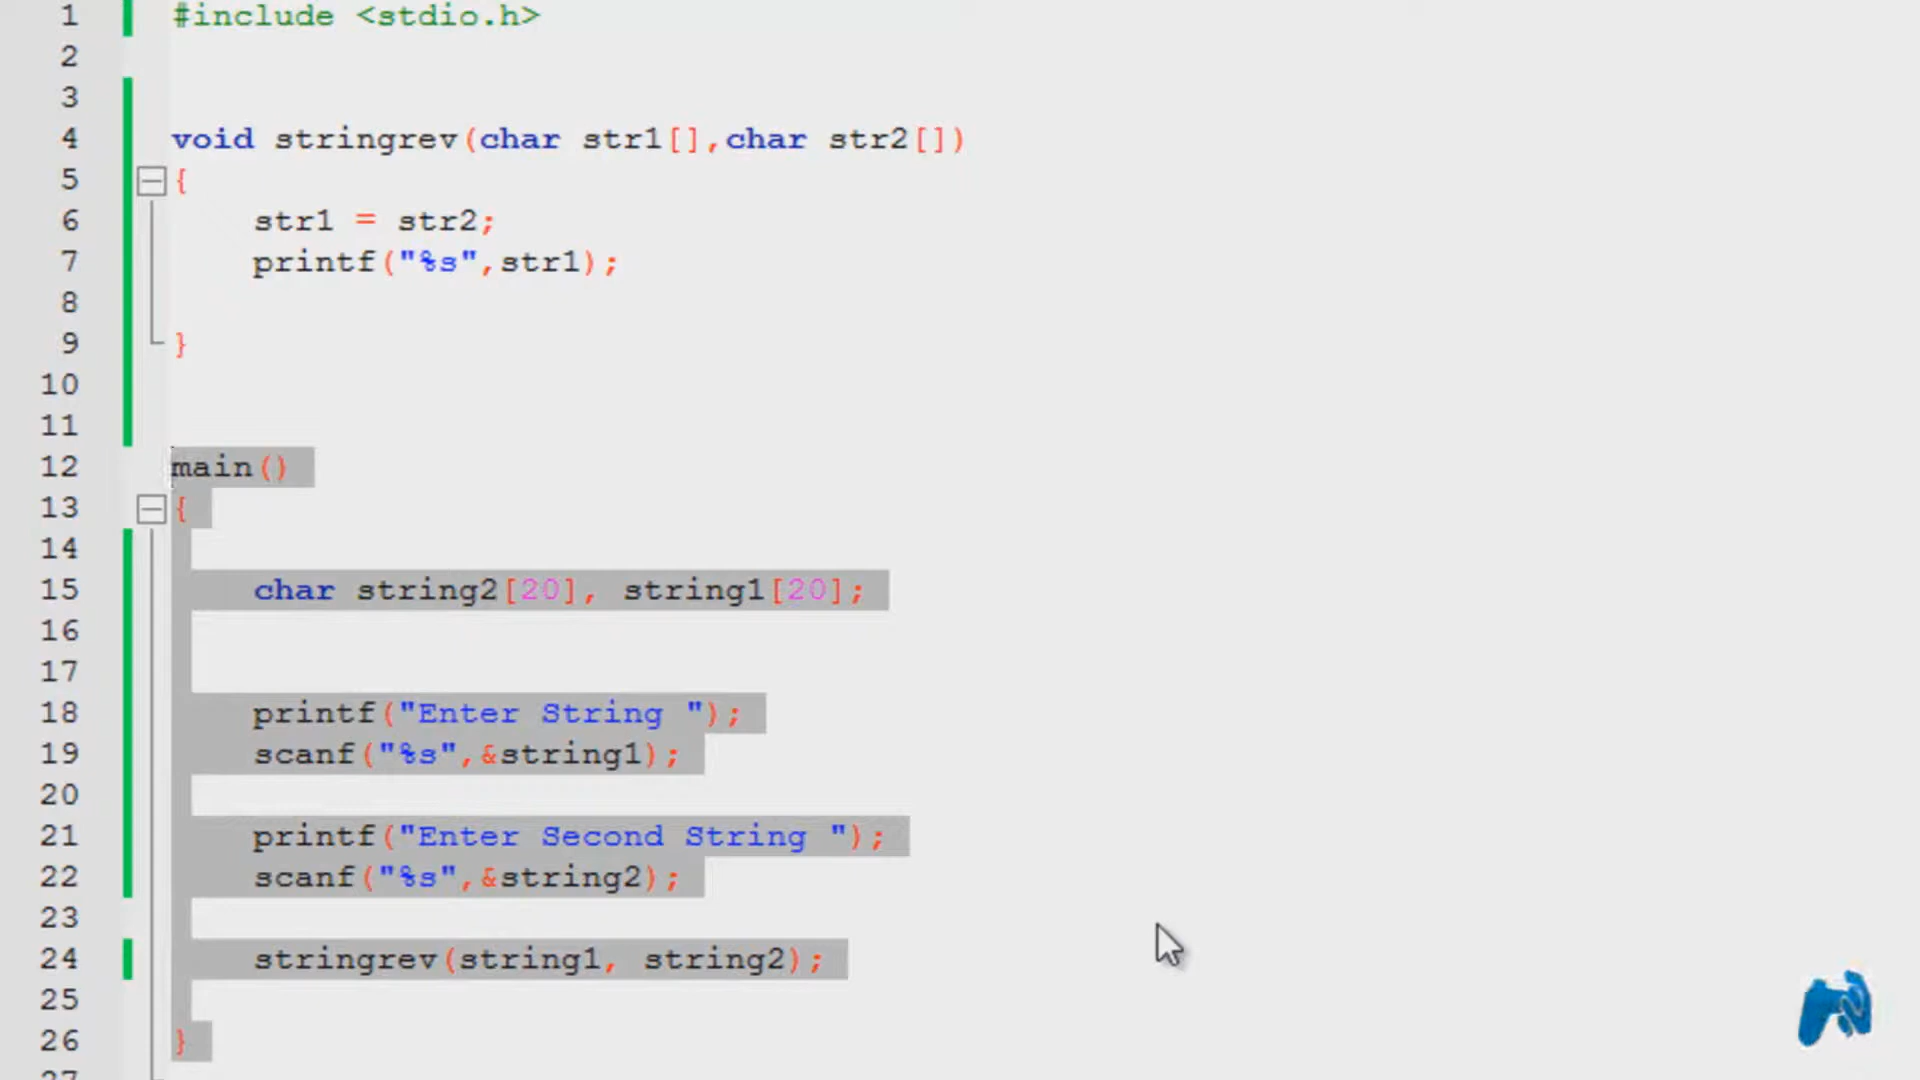 1 #include <stdio.h>
2
3
4 void stringrev(char str1[],char str2[])
5 {
6 str1 = str2;
7 printf("%s",str1);
8
9 }
10
11
12 main()
13 {
14
15 char string2[20], string1[20];
16
17
18 printf("Enter String ");
19 scanf("%s",&string1);
20
21 printf("Enter Second String ");
22 scanf("%s",&string2);
23
24 stringrev(string1, string2);
25
26 }
27